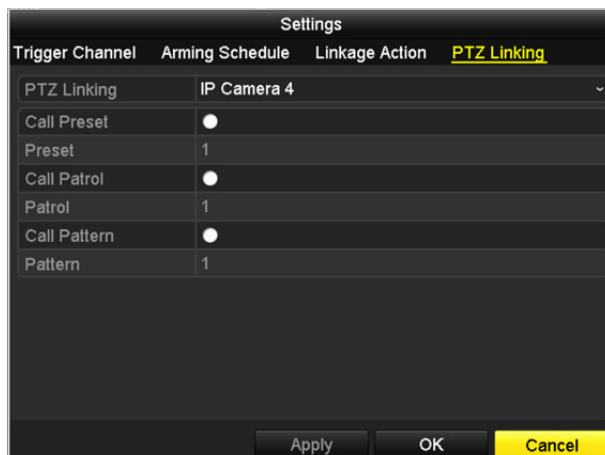 Settings
Trigger Channel Arming Schedule Linkage Action PTZ Linking
PTZ Linking IP Camera 4
Call Preset
Preset 1
Call Patrol
Patrol 1
Call Pattern
Pattern 1
Apply OK Cancel